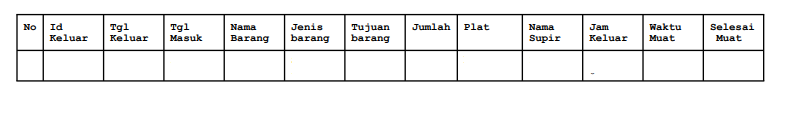 No Id Keluar Tgl Keluar Tgl Masuk Nama Barang Jenis barang Tujuan barang Jumlah Plat Nama Supir Jam Keluar Waktu Muat Selesai Muat
-